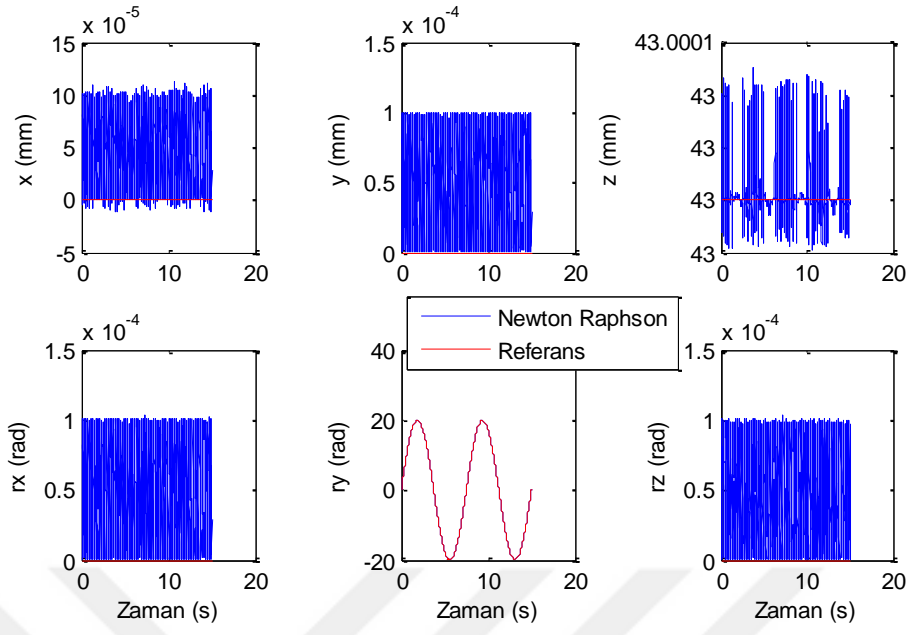 x 10^-5
15
10
5
0
-5
0
10
20
x (mm)
x 10^-4
1.5
1
0.5
0
0
10
20
y (mm)
43.0001
43
43
43
43
0
10
20
z (mm)
x 10^-4
1.5
1
0.5
0
0
10
20
rx (rad)
Zaman (s)
Newton Raphson
Referans
40
20
0
-20
0
10
20
ry (rad)
Zaman (s)
x 10^-4
1.5
1
0.5
0
0
10
20
rz (rad)
Zaman (s)